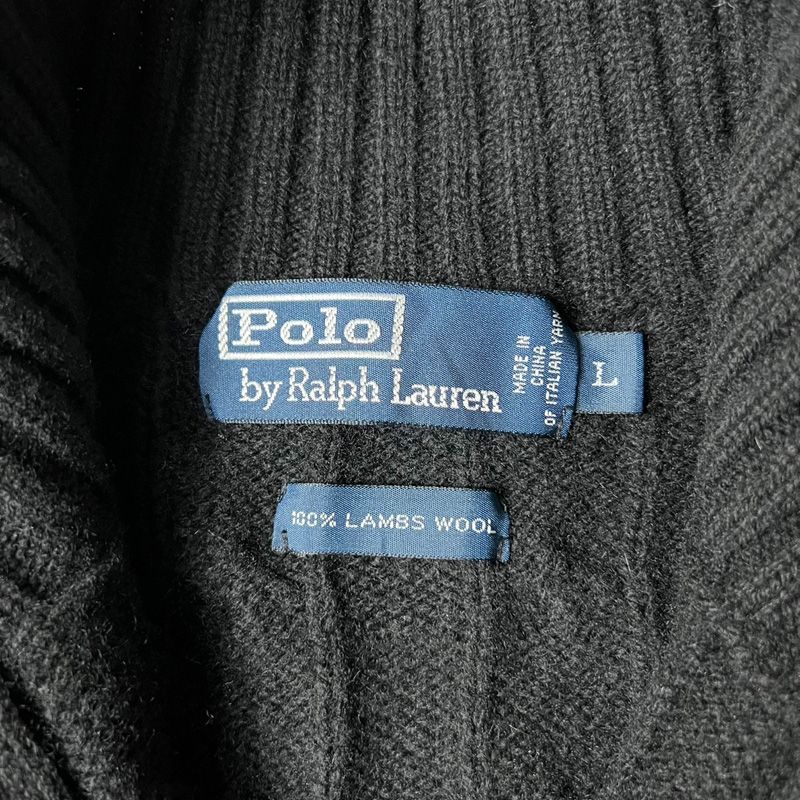 Polo
by Ralph Lauren
MADE IN
CHINA
OF ITALIAN YARN
L
100% LAMBS WOOL